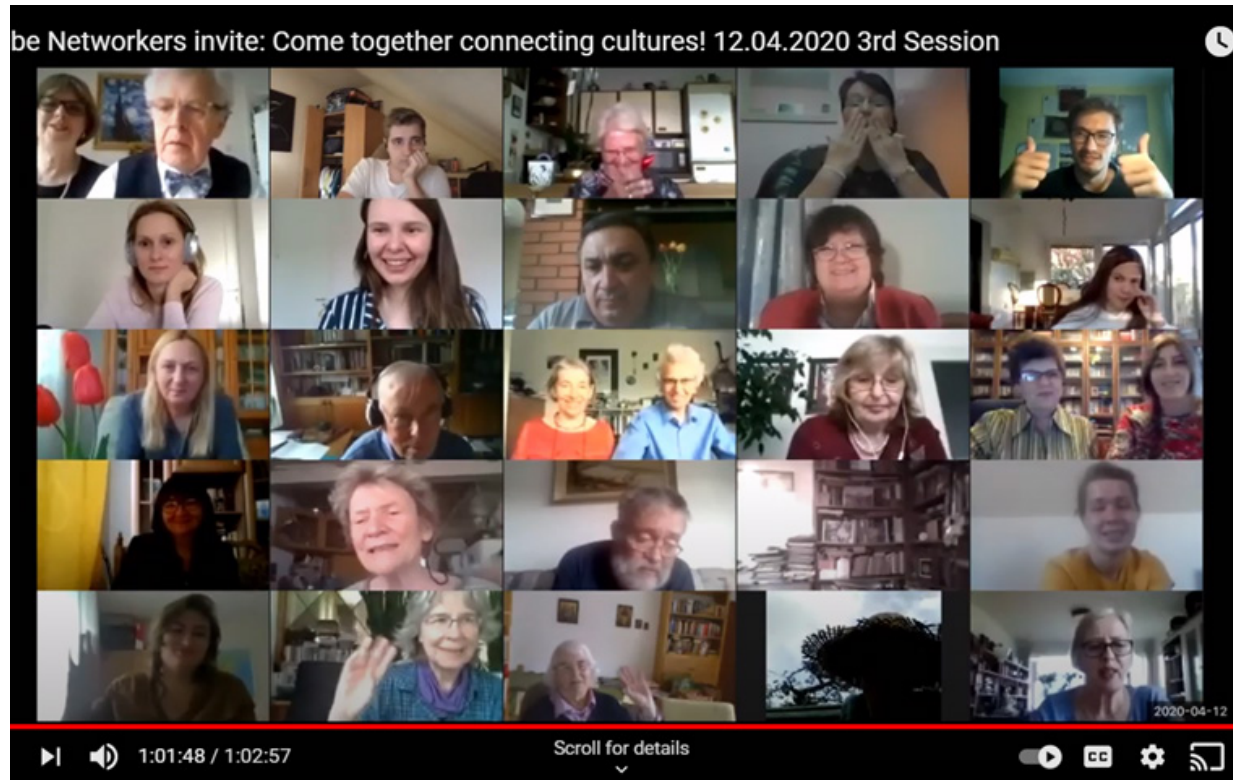 be Networkers invite: Come together connecting cultures! 12.04.2020 3rd Session
2020-04-12
1:01:48 / 1:02:57
Scroll for details
CC